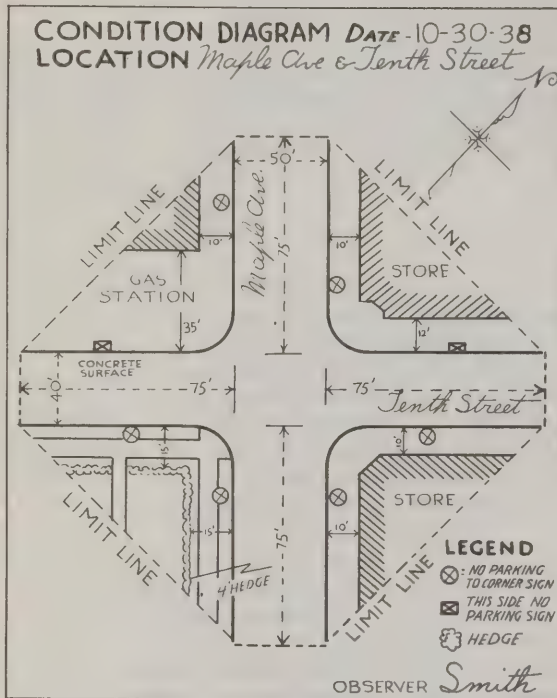 CONDITION DIAGRAM DATE-10-30-38
LOCATION Maple Ave & Tenth Street
No.
50'
LIMIT LINE
LIMIT LINE
Maple Ave.
75'
10'
10'
GAS
STATION
STORE
35'
12'
CONCRETE
SURFACE
40'
75'
75'
Tenth Street
15'
10'
15'
75'
10'
STORE
4' HEDGE
LIMIT LINE
LIMIT LINE
LEGEND
: NO PARKING
TO CORNER SIGN
THIS SIDE NO
PARKING SIGN
HEDGE
OBSERVER Smith